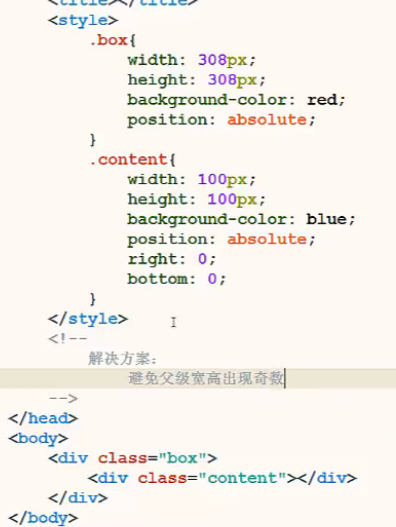 <title></title>
<style>
.box{
width: 308px;
height: 308px;
background-color: red;
position: absolute;
}
.content{
width: 100px;
height: 100px;
background-color: blue;
position: absolute;
right: 0;
bottom: 0;
}
</style>
<!--
解决方案：
避免父级宽高出现奇数
-->
</head>
<body>
<div class="box">
<div class="content"></div>
</div>
</body>